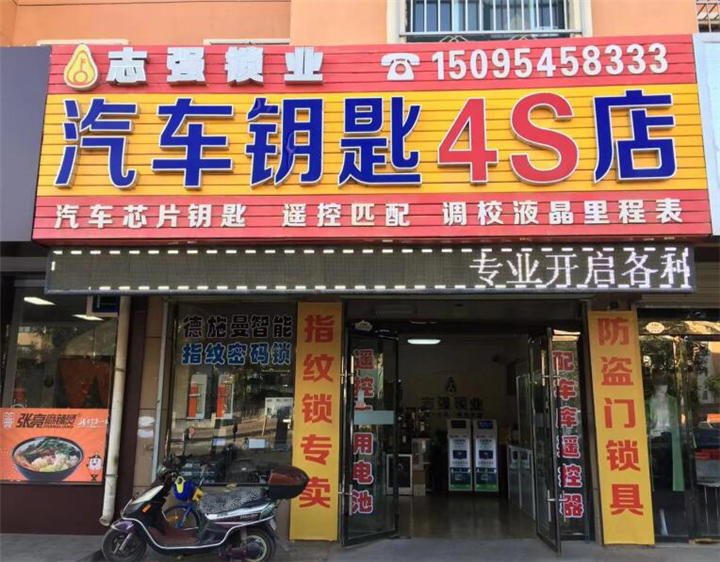 志强锁业 15095458333
汽车钥匙4S店
汽车芯片钥匙 遥控匹配 调校液晶里程表
专业开启各种
德施曼智能
指纹密码锁
指纹锁专卖
遥控专用电池
志强锁业
配车库遥控器
防盗门锁具
张亮麻辣烫